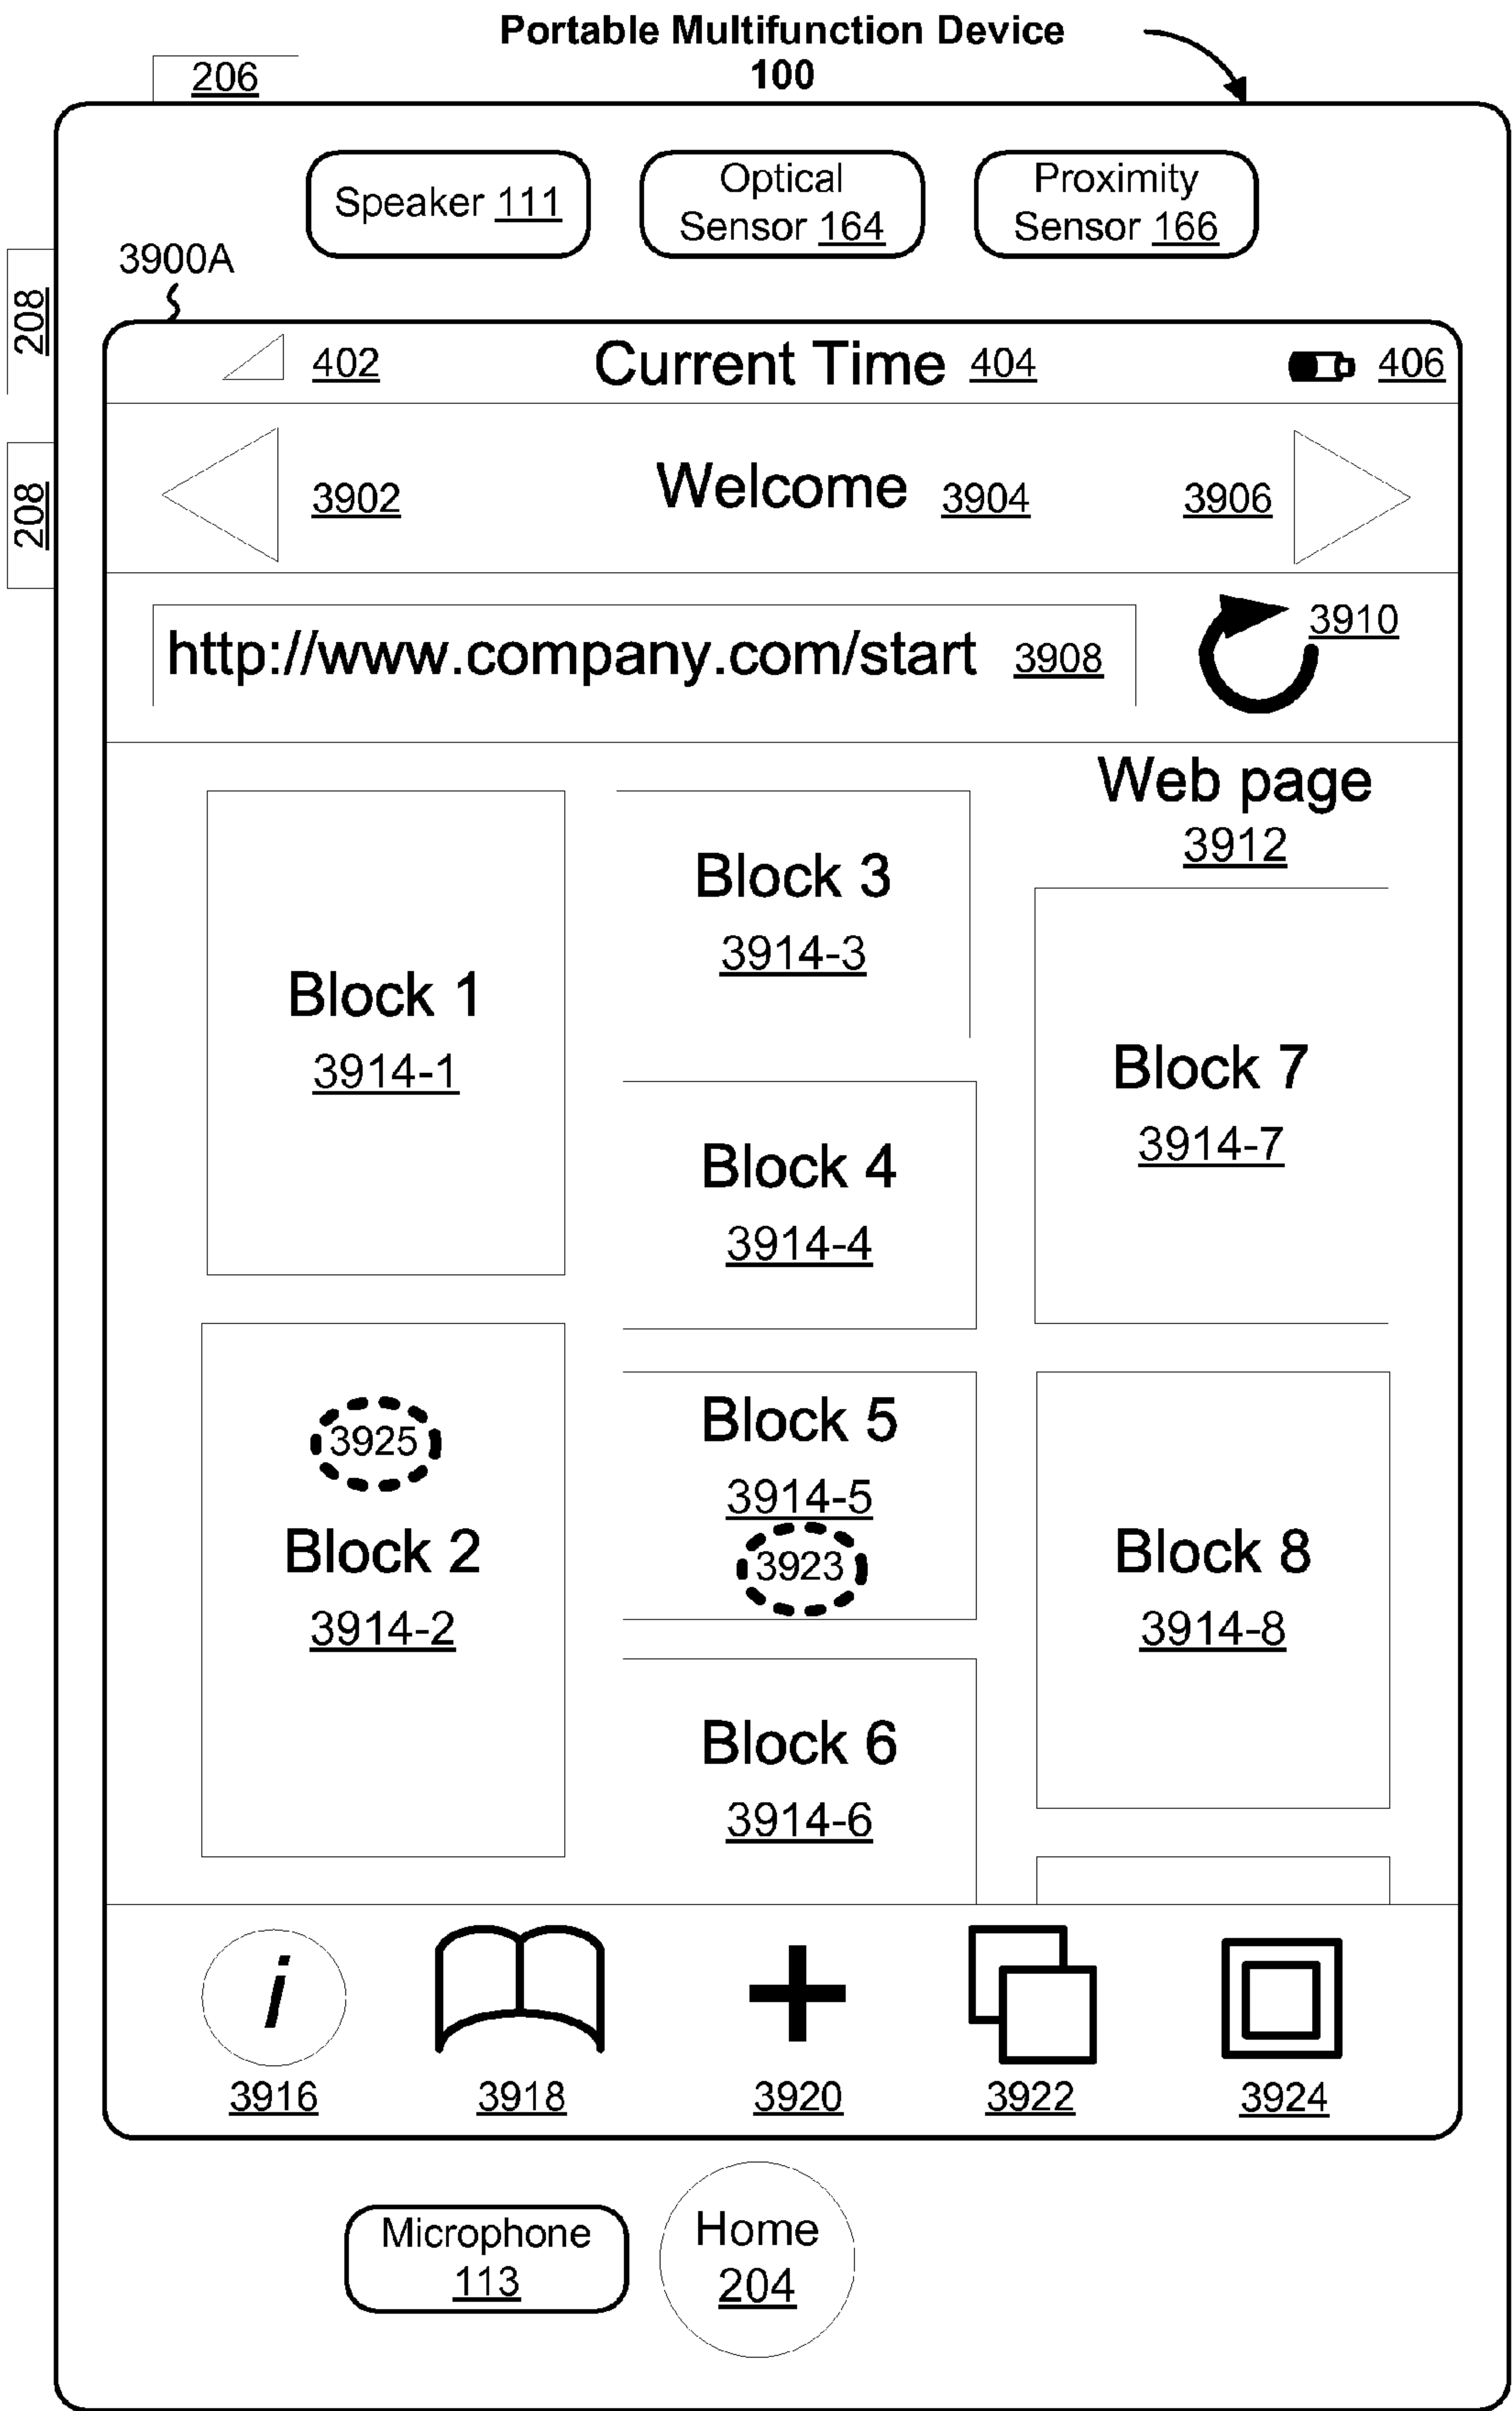 Portable Multifunction Device
100
206
Speaker 111
Optical
Sensor 164
Proximity
Sensor 166
3900A
208
208
402
Current Time 404
406
3902
Welcome 3904
3906
http://www.company.com/start 3908
3910
Web page
3912
Block 1
3914-1
Block 3
3914-3
Block 7
3914-7
Block 4
3914-4
3925
Block 2
3914-2
Block 5
3914-5
3923
Block 8
3914-8
Block 6
3914-6
i
3916
3918
3920
3922
3924
Microphone
113
Home
204